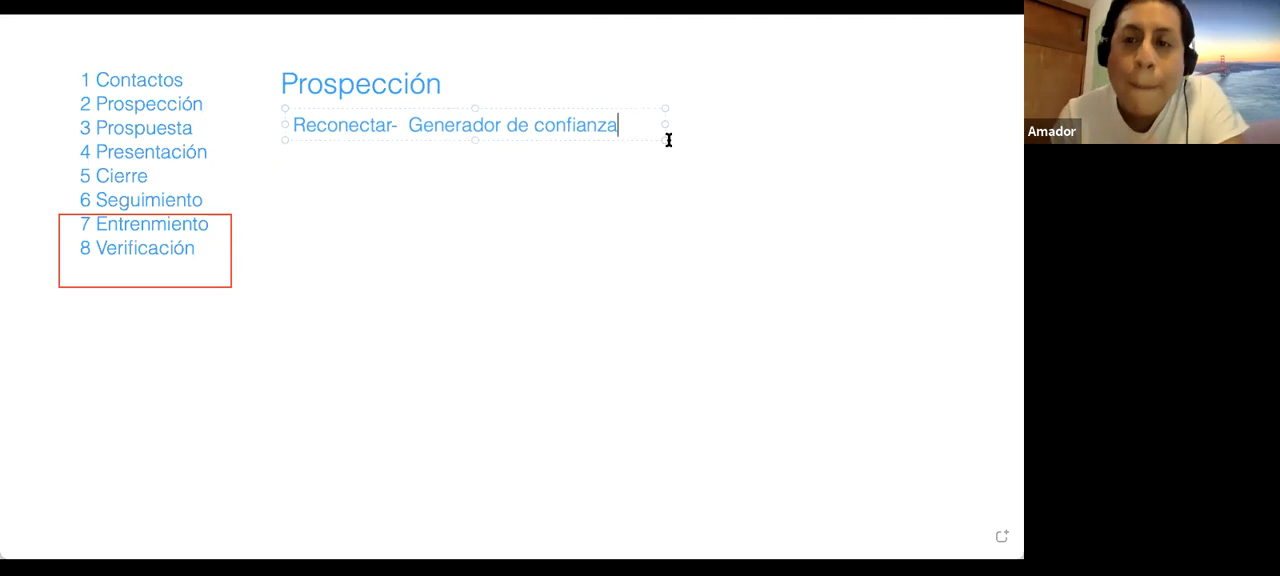 1 Contactos
2 Prospección
3 Prospuesta
4 Presentación
5 Cierre
6 Seguimiento
7 Entrenmiento
8 Verificación
Prospección
Reconectar-  Generador de confianza
Amador